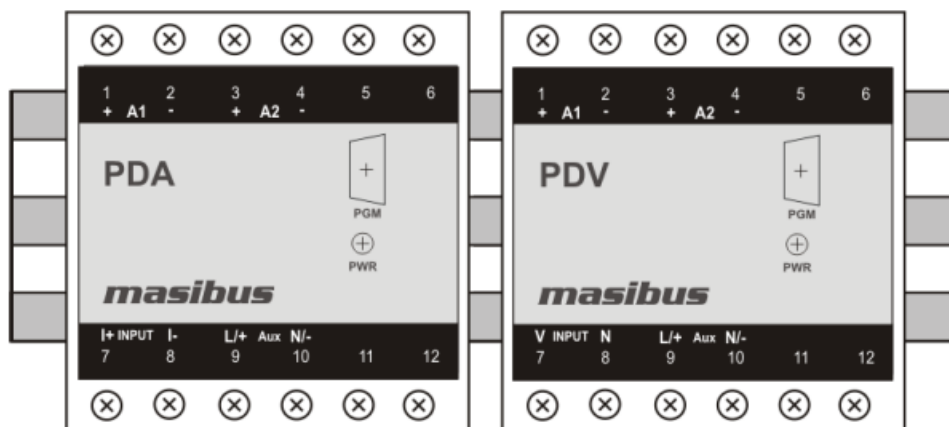 1 2 3 4 5 6
+ A1 - + A2 -
PDA
PGM
PWR
masibus
I+ INPUT I- L/+ Aux N/-
7 8 9 10 11 12
1 2 3 4 5 6
+ A1 - + A2 -
PDV
PGM
PWR
masibus
V INPUT N L/+ Aux N/-
7 8 9 10 11 12